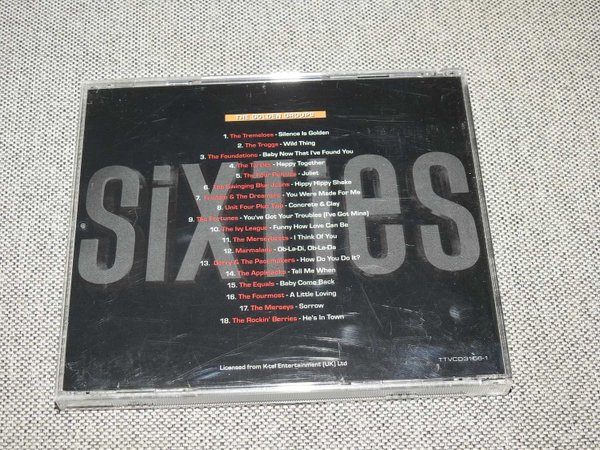 THE GOLDEN GROUPS
1. The Tremeloes - Silence Is Golden
2. The Troggs - Wild Thing
3. The Foundations - Baby Now That I've Found You
4. The Turtles - Happy Together
5. The Four Pennies - Juliet
6. The Swinging Blue Jeans - Hippy Hippy Shake
7. Freddie & The Dreamers - You Were Made For Me
8. Unit Four Plus Two - Concrete & Clay
9. The Fortunes - You've Got Your Troubles (I've Got Mine)
10. The Ivy League - Funny How Love Can Be
11. The Merseybeats - I Think Of You
12. Marmalade - Ob-La-Di, Ob-La-Da
13. Gerry & The Pacemakers - How Do You Do It?
14. The Applejacks - Tell Me When
15. The Equals - Baby Come Back
16. The Fourmost - A Little Loving
17. The Merseys - Sorrow
18. The Rockin' Berries - He's In Town
sixties
Licensed from K-tel Entertainment (UK) Ltd
TTVCD3166-1